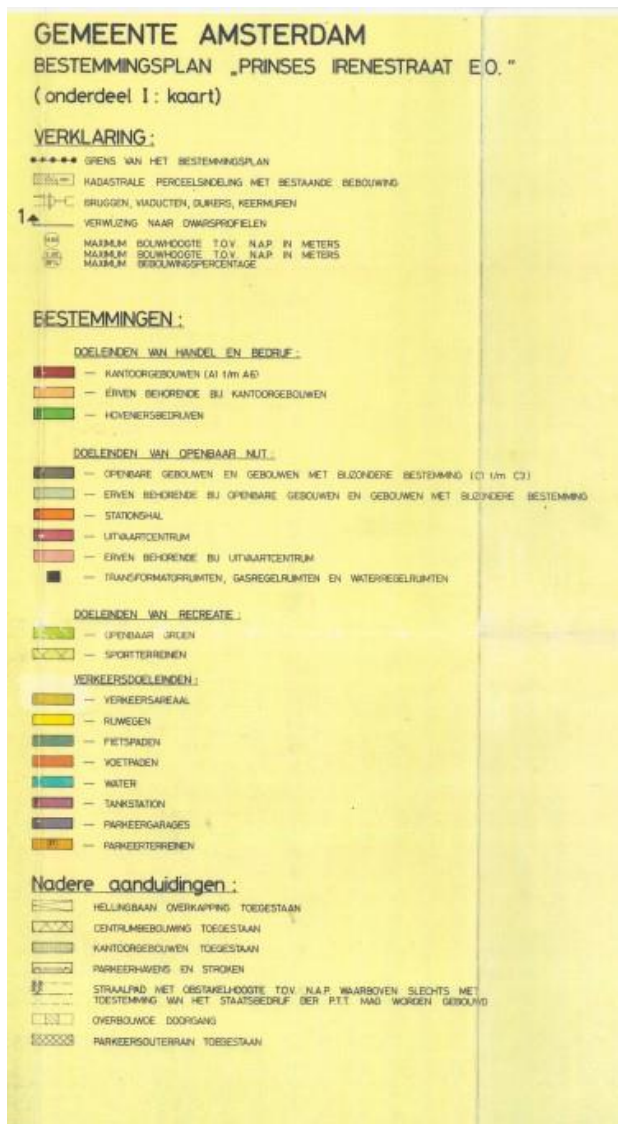 GEMEENTE AMSTERDAM
BESTEMMINGSPLAN „PRINSES IRENESTRAAT E.O."
(onderdeel I : kaart)
VERKLARING :
GRENS VAN HET BESTEMMINGSPLAN
KADASTRALE PERCEELSINDELING MET BESTAANDE BEBOUWING
BRUGGEN, VIADUCTEN, DUIKERS, KEERMUREN
1 VERWIJZING NAAR DWARSPROFIELEN
MAXIMUM BOUWHOOGTE T.O.V. N.A.P. IN METERS
MAXIMUM BOUWHOOGTE T.O.V. N.A.P. IN METERS
MAXIMUM BEBOUWINGSPERCENTAGE
BESTEMMINGEN :
DOELEINDEN VAN HANDEL EN BEDRIJF :
— KANTOORGEBOUWEN (A1 t/m A6)
— ERVEN BEHORENDE BIJ KANTOORGEBOUWEN
— HOVENIERSBEDRIJVEN
DOELEINDEN VAN OPENBAAR NUT :
— OPENBARE GEBOUWEN EN GEBOUWEN MET BIJZONDERE BESTEMMING (C1 t/m C3)
— ERVEN BEHORENDE BIJ OPENBARE GEBOUWEN EN GEBOUWEN MET BIJZONDERE BESTEMMING
— STATIONSHAL
— UITVAARTCENTRUM
— ERVEN BEHORENDE BIJ UITVAARTCENTRUM
— TRANSFORMATORRUIMTEN, GASREGELRUIMTEN EN WATERREGELRUIMTEN
DOELEINDEN VAN RECREATIE :
— OPENBAAR GROEN
— SPORTTERREINEN
VERKEERSDOELEINDEN :
— VERKEERSAREAAL
— RIJWEGEN
— FIETSPADEN
— VOETPADEN
— WATER
— TANKSTATION
— PARKEERGARAGES
P — PARKEERTERREINEN
Nadere aanduidingen :
HELLINGBAAN OVERKAPPING TOEGESTAAN
CENTRUMBEBOUWING TOEGESTAAN
KANTOORGEBOUWEN TOEGESTAAN
PARKEERHAVENS EN STROKEN
STRAALPAD MET OBSTAKELHOOGTE T.O.V. N.A.P. WAARBOVEN SLECHTS MET
TOESTEMMING VAN HET STAATSBEDRIJF DER P.T.T. MAG WORDEN GEBOUWD
OVERBOUWDE DOORGANG
PARKEERSOUTERRAIN TOEGESTAAN